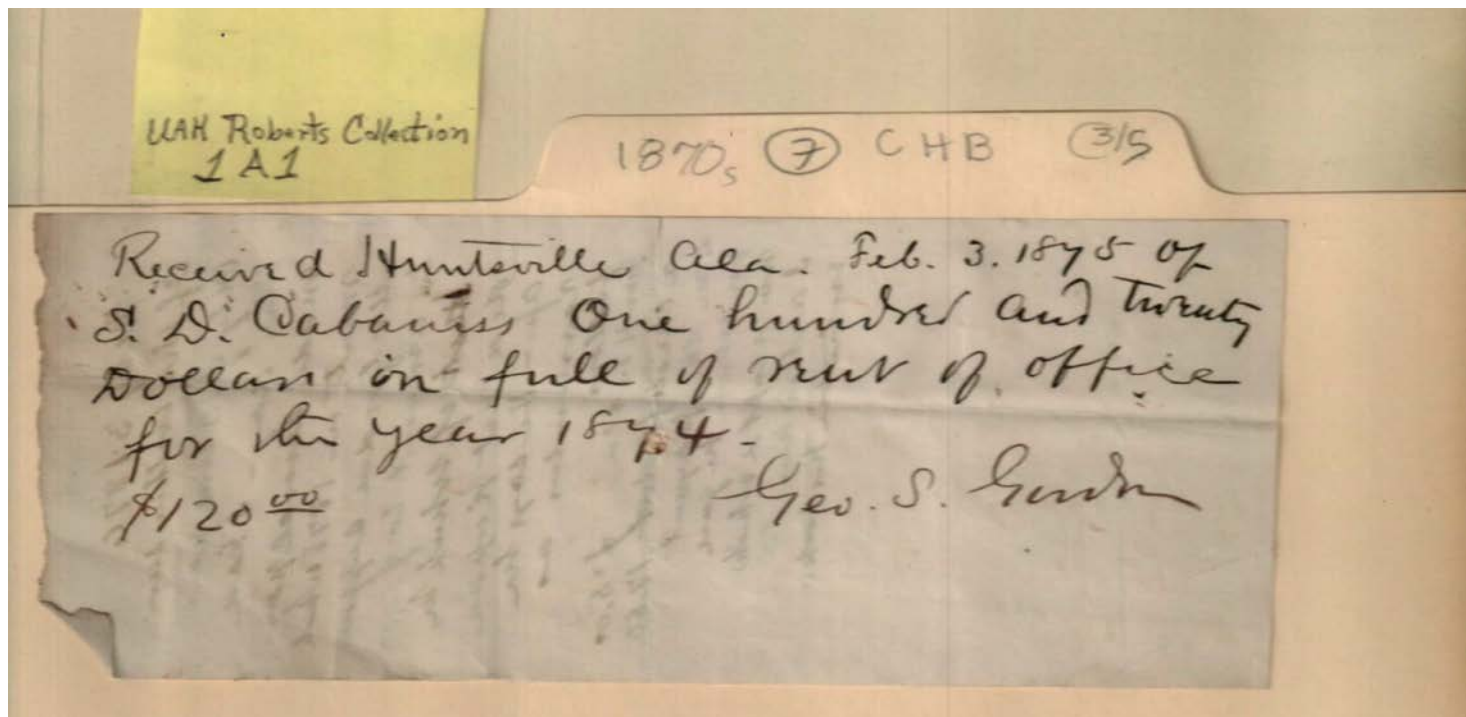 UAH Roberts Collection
1A1
1870s 7 CHB 3/5
Received Huntsville Ala. Feb. 3. 1875 of
S. D. Cabaniss One hundred and twenty
Dollars in full of rent of office
for the year 1874-
$120 00
Geo. S. Gordon